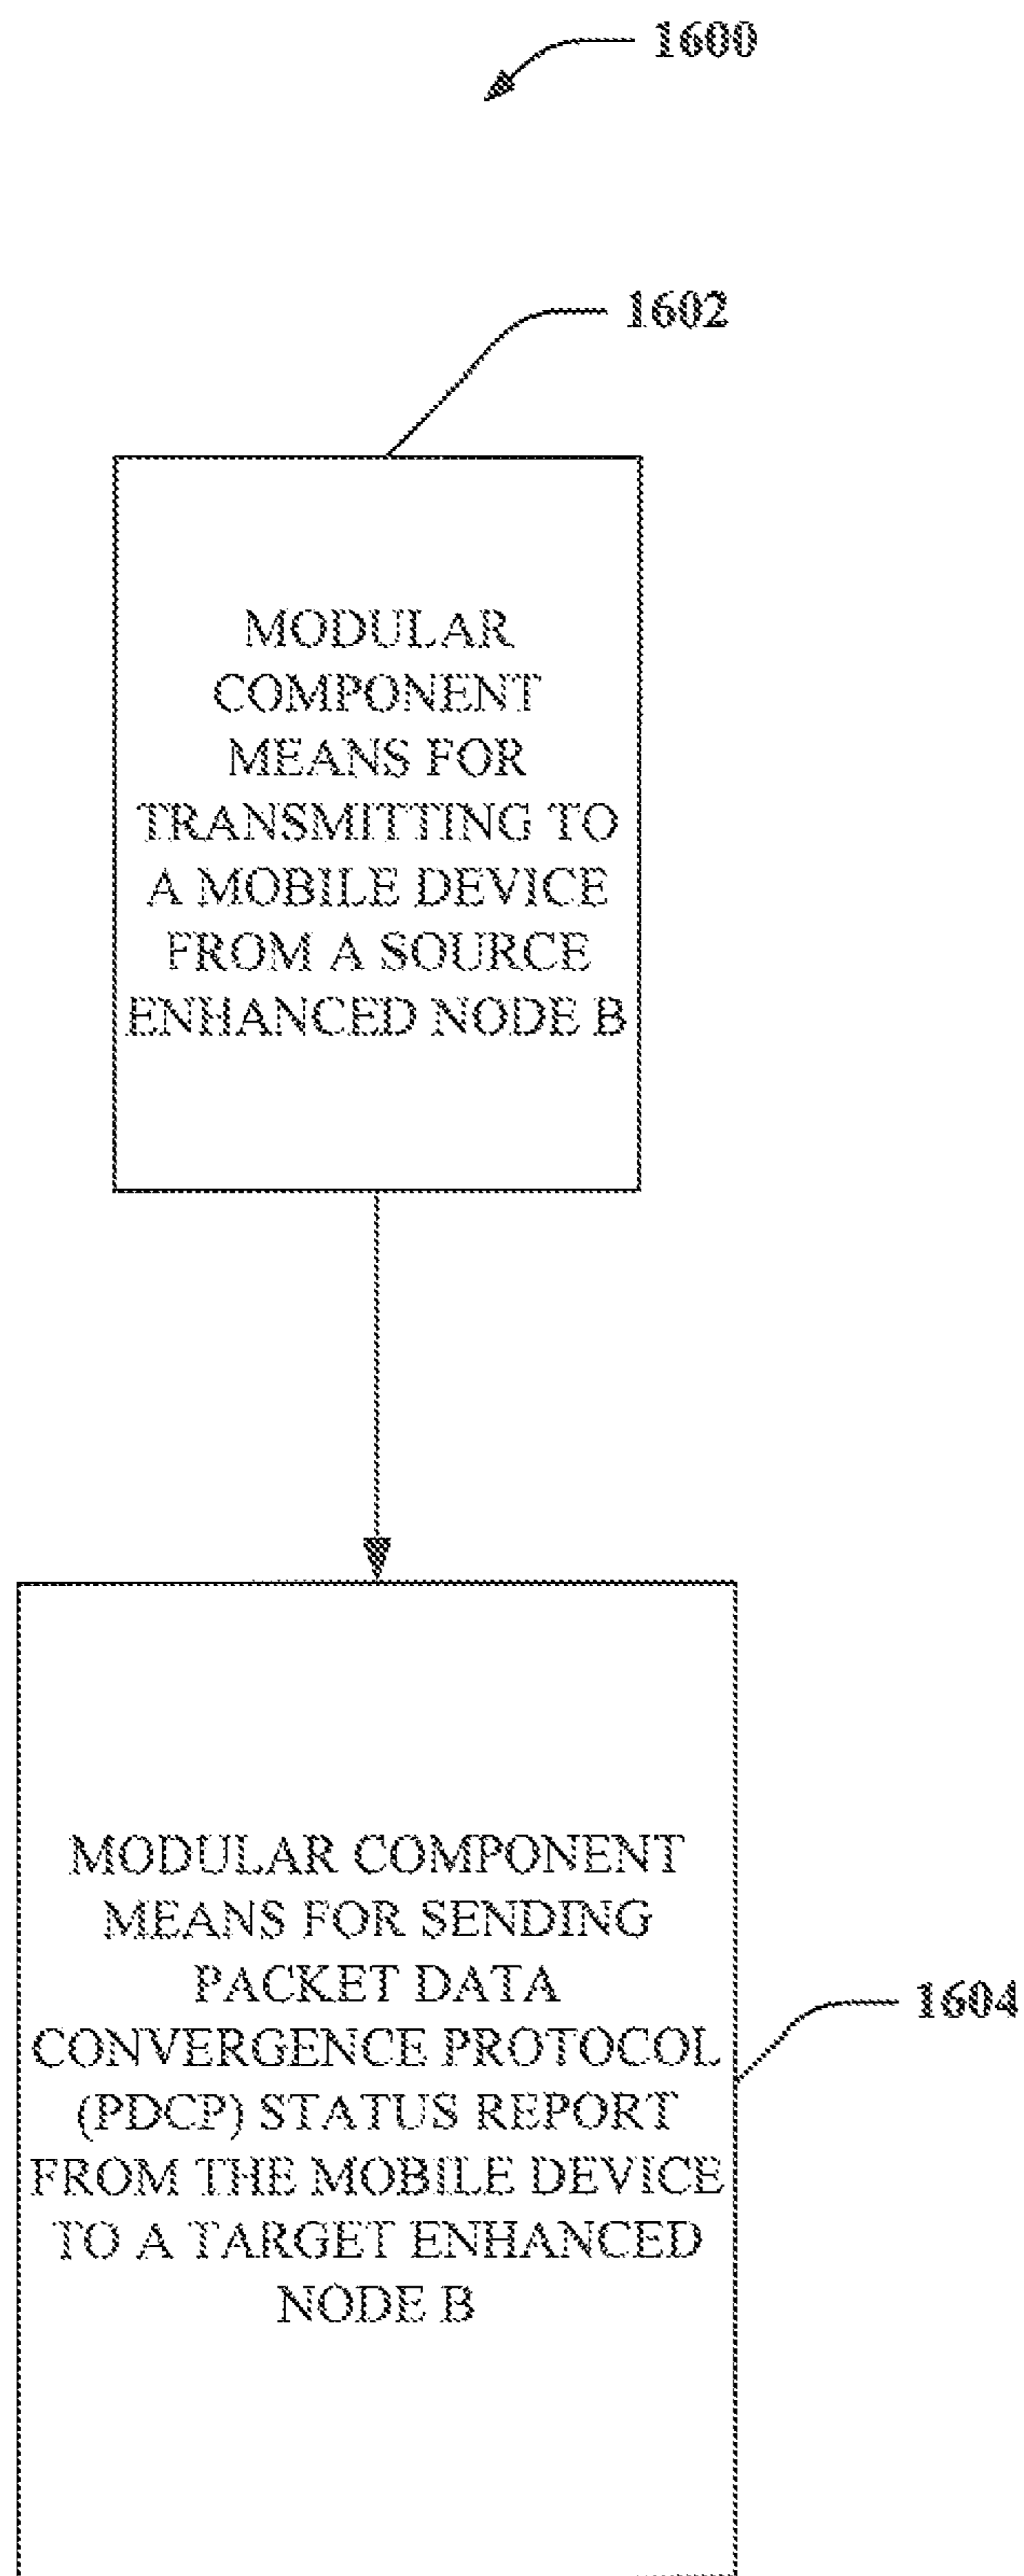 1600
1602
MODULAR
COMPONENT
MEANS FOR
TRANSMITTING TO
A MOBILE DEVICE
FROM A SOURCE
ENHANCED NODE B
MODULAR COMPONENT
MEANS FOR SENDING
PACKET DATA
CONVERGENCE PROTOCOL
(PDCP) STATUS REPORT
FROM THE MOBILE DEVICE
TO A TARGET ENHANCED
NODE B
1604